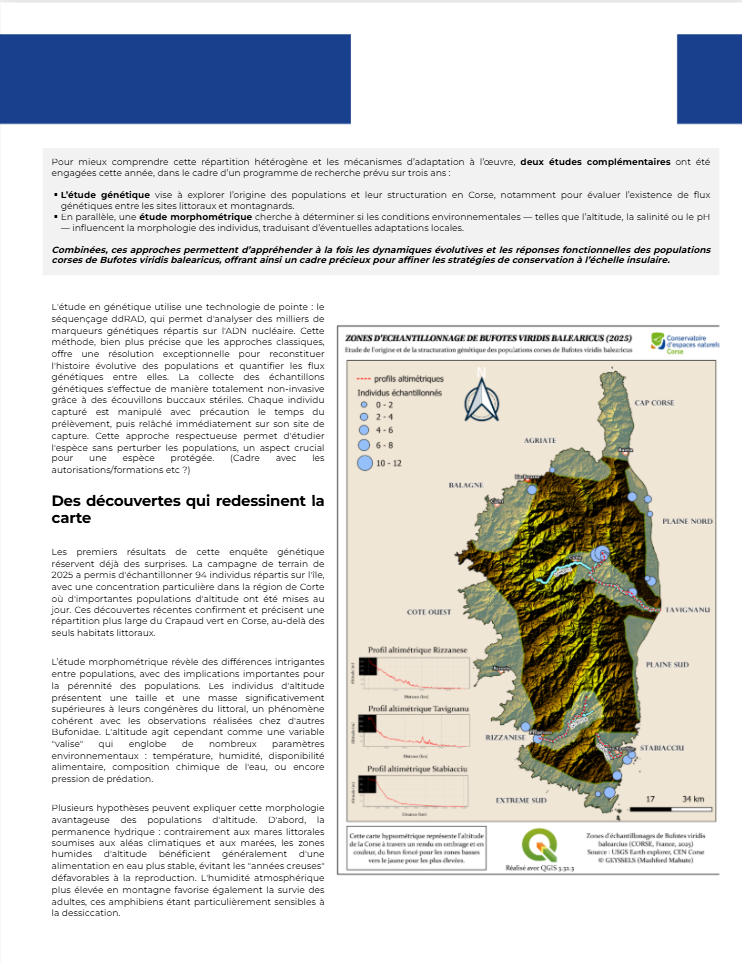 Pour mieux comprendre cette répartition hétérogène et les mécanismes d'adaptation à l'œuvre, deux études complémentaires ont été
engagées cette année, dans le cadre d'un programme de recherche prévu sur trois ans :
▪ L'étude génétique vise à explorer l'origine des populations et leur structuration en Corse, notamment pour évaluer l'existence de flux
génétiques entre les sites littoraux et montagnards.
▪ En parallèle, une étude morphométrique cherche à déterminer si les conditions environnementales — telles que l'altitude, la salinité ou le pH
— influencent la morphologie des individus, traduisant d'éventuelles adaptations locales.
Combinées, ces approches permettent d'appréhender à la fois les dynamiques évolutives et les réponses fonctionnelles des populations
corses de Bufotes viridis balearicus, offrant ainsi un cadre précieux pour affiner les stratégies de conservation à l'échelle insulaire.
L'étude en génétique utilise une technologie de pointe : le
séquençage ddRAD, qui permet d'analyser des milliers de
marqueurs génétiques répartis sur l'ADN nucléaire. Cette
méthode, bien plus précise que les approches classiques,
offre une résolution exceptionnelle pour reconstituer
l'histoire évolutive des populations et quantifier les flux
génétiques entre elles. La collecte des échantillons
génétiques s'effectue de manière totalement non-invasive
grâce à des écouvillons buccaux stériles. Chaque individu
capturé est manipulé avec précaution le temps du
prélèvement, puis relâché immédiatement sur son site de
capture. Cette approche respectueuse permet d'étudier
l'espèce sans perturber les populations, un aspect crucial
pour une espèce protégée. (Cadre avec les
autorisations/formations etc ?)
Des découvertes qui redessinent la
carte
Les premiers résultats de cette enquête génétique
réservent déjà des surprises. La campagne de terrain de
2025 a permis d'échantillonner 94 individus répartis sur l'île,
avec une concentration particulière dans la région de Corte
où d'importantes populations d'altitude ont été mises au
jour. Ces découvertes récentes confirment et précisent une
répartition plus large du Crapaud vert en Corse, au-delà des
seuls habitats littoraux.
L'étude morphométrique révèle des différences intrigantes
entre populations, avec des implications importantes pour
la pérennité des populations. Les individus d'altitude
présentent une taille et une masse significativement
supérieures à leurs congénères du littoral, un phénomène
cohérent avec les observations réalisées chez d'autres
Bufonidae. L'altitude agit cependant comme une variable
"valise" qui englobe de nombreux paramètres
environnementaux : température, humidité, disponibilité
alimentaire, composition chimique de l'eau, ou encore
pression de prédation.
Plusieurs hypothèses peuvent expliquer cette morphologie
avantageuse des populations d'altitude. D'abord, la
permanence hydrique : contrairement aux mares littorales
soumises aux aléas climatiques et aux marées, les zones
humides d'altitude bénéficient généralement d'une
alimentation en eau plus stable, évitant les "années creuses"
défavorables à la reproduction. L'humidité atmosphérique
plus élevée en montagne favorise également la survie des
adultes, ces amphibiens étant particulièrement sensibles à
la dessiccation.
ZONES D'ECHANTILLONNAGE DE BUFOTES VIRIDIS BALEARICUS (2025)
Etude de l'origine et de la structuration génétique des populations corses de Bufotes viridis balearicus
Conservatoire
d'espaces naturels
Corse
profils altimétriques
Individus échantillonnés
0 - 2
2 - 4
4 - 6
6 - 8
10 - 12
N
CAP CORSE
AGRIATE
BALAGNE
PLAINE NORD
COTE OUEST
TAVIGNANU
PLAINE SUD
Profil altimétrique Rizzanese
Profil altimétrique Tavignanu
Profil altimétrique Stabiacciu
RIZZANESE
STABIACCIU
EXTREME SUD
17 34 km
Cette carte hypsométrique représente l'altitude
de la Corse à travers un rendu en ombrage et en
couleur, du brun foncé pour les zones basses
vers le jaune pour les plus élevées.
Réalisé avec QGIS 3.32.3
Zones d'échantillonages de Bufotes viridis
balearicus (CORSE, France, 2025)
Source : USGS Earth explorer, CEN Corse
© GEYSSELS (Mashford Mahute)